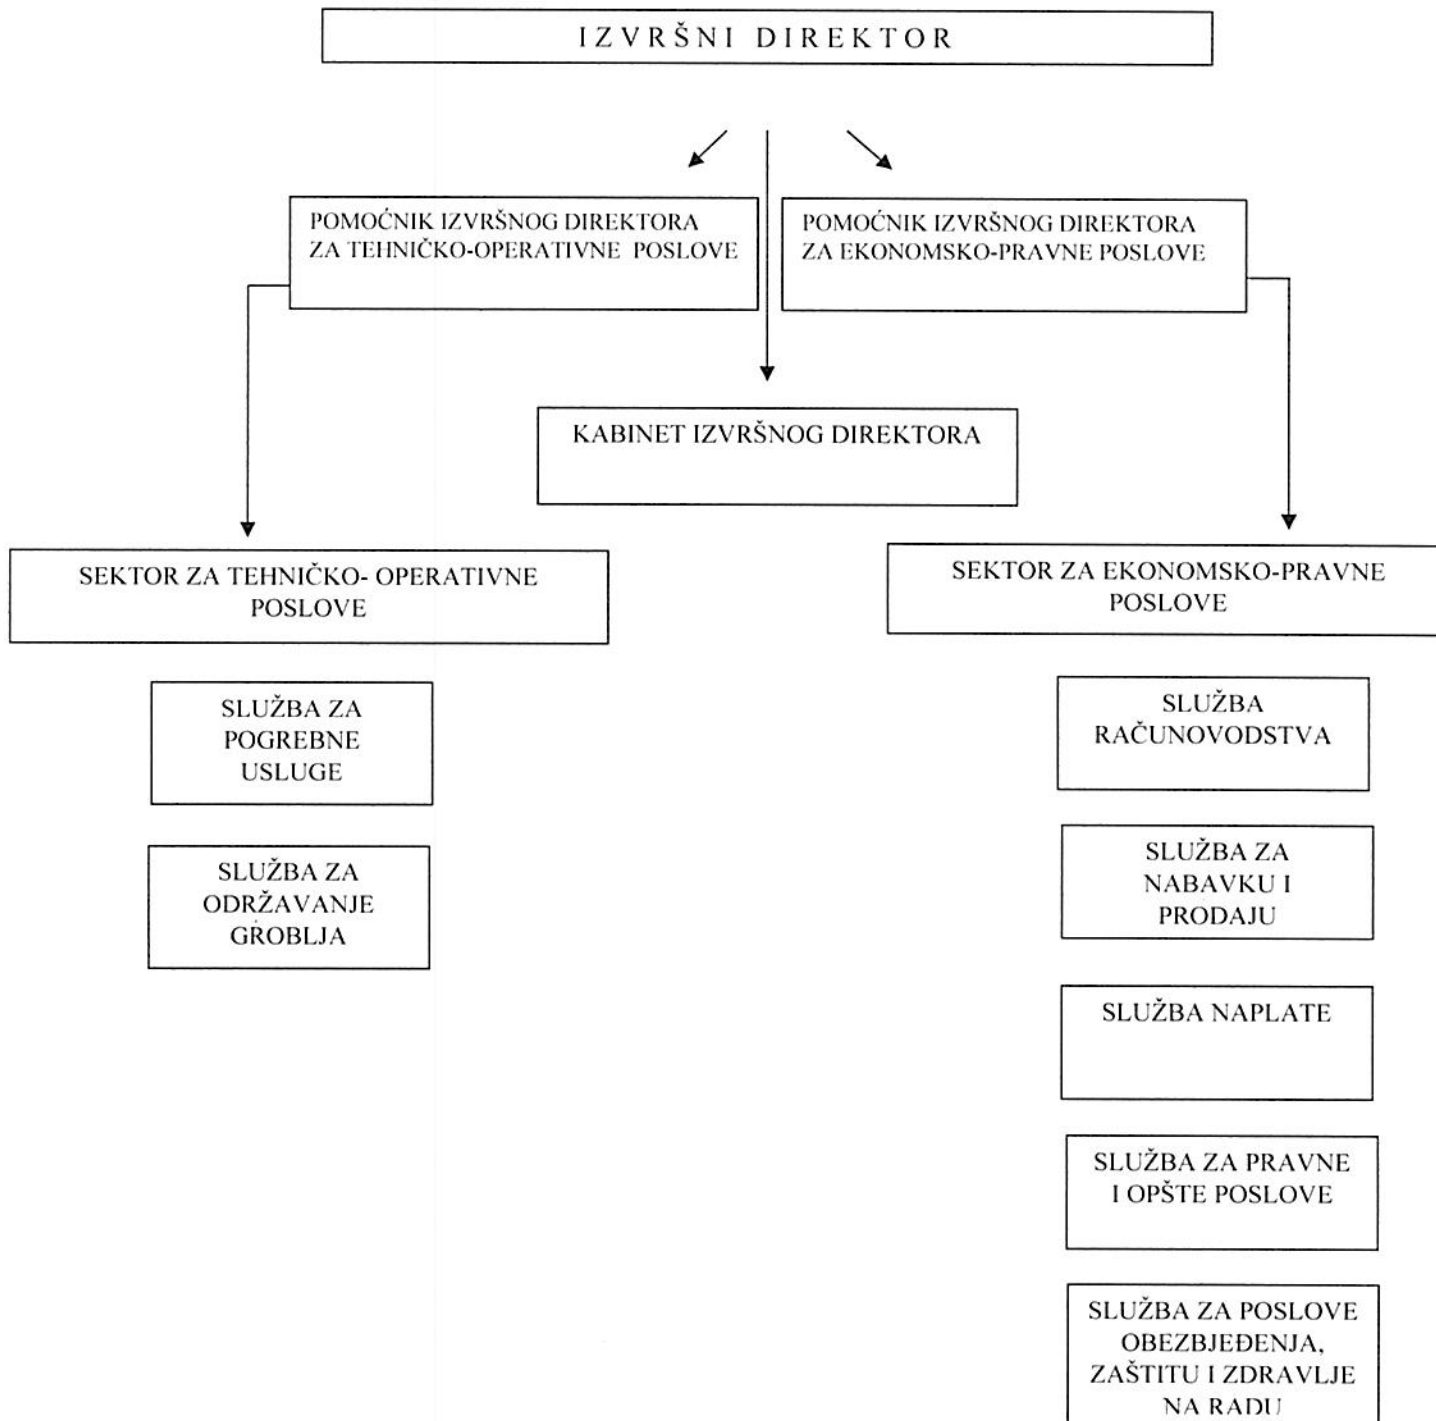 IZVRŠNI DIREKTOR
POMOĆNIK IZVRŠNOG DIREKTORA
ZA TEHNIČKO-OPERATIVNE POSLOVE
POMOĆNIK IZVRŠNOG DIREKTORA
ZA EKONOMSKO-PRAVNE POSLOVE
KABINET IZVRŠNOG DIREKTORA
SEKTOR ZA TEHNIČKO- OPERATIVNE
POSLOVE
SEKTOR ZA EKONOMSKO-PRAVNE
POSLOVE
SLUŽBA ZA
POGREBNE
USLUGE
SLUŽBA ZA
ODRŽAVANJE
GROBLJA
SLUŽBA
RAČUNOVODSTVA
SLUŽBA ZA
NABAVKU I
PRODAJU
SLUŽBA NAPLATE
SLUŽBA ZA PRAVNE
I OPŠTE POSLOVE
SLUŽBA ZA POSLOVE
OBEZBJEĐENJA,
ZAŠTITU I ZDRAVLJE
NA RADU